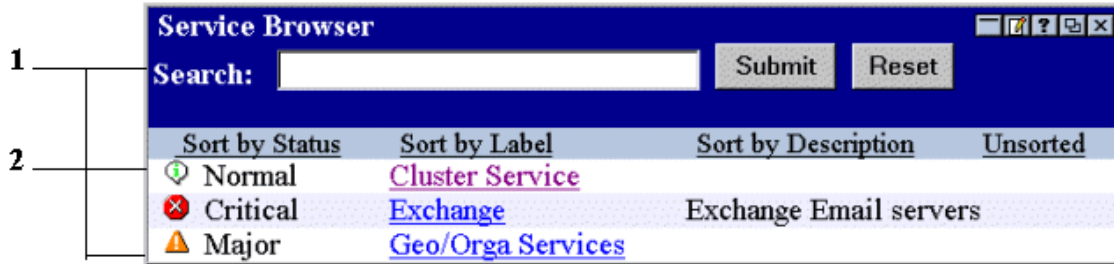 Service Browser ?
1
Search: Submit Reset
Sort by Status Sort by Label Sort by Description Unsorted
2
Normal Cluster Service
Critical Exchange Exchange Email servers
Major Geo/Orga Services